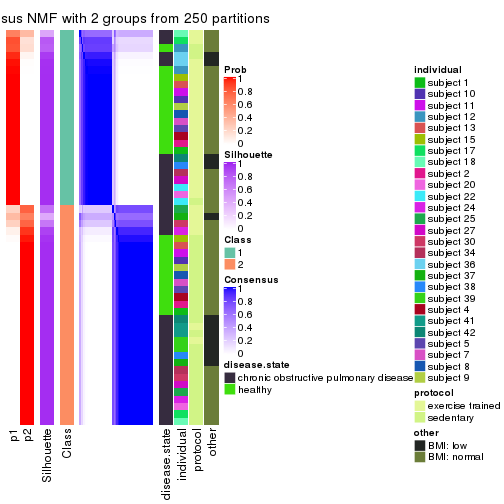 sus NMF with 2 groups from 250 partitions
p1
p2
Silhouette
Class
disease.state
individual
protocol
other
Prob
1
0.8
0.6
0.4
0.2
0
Silhouette
1
0.8
0.6
0.4
0.2
0
Class
1
2
Consensus
1
0.8
0.6
0.4
0.2
0
disease.state
chronic obstructive pulmonary disease
healthy
individual
subject 1
subject 10
subject 11
subject 12
subject 13
subject 15
subject 17
subject 18
subject 2
subject 20
subject 22
subject 24
subject 25
subject 27
subject 30
subject 34
subject 36
subject 37
subject 38
subject 39
subject 4
subject 41
subject 42
subject 5
subject 7
subject 8
subject 9
protocol
exercise trained
sedentary
other
BMI: low
BMI: normal